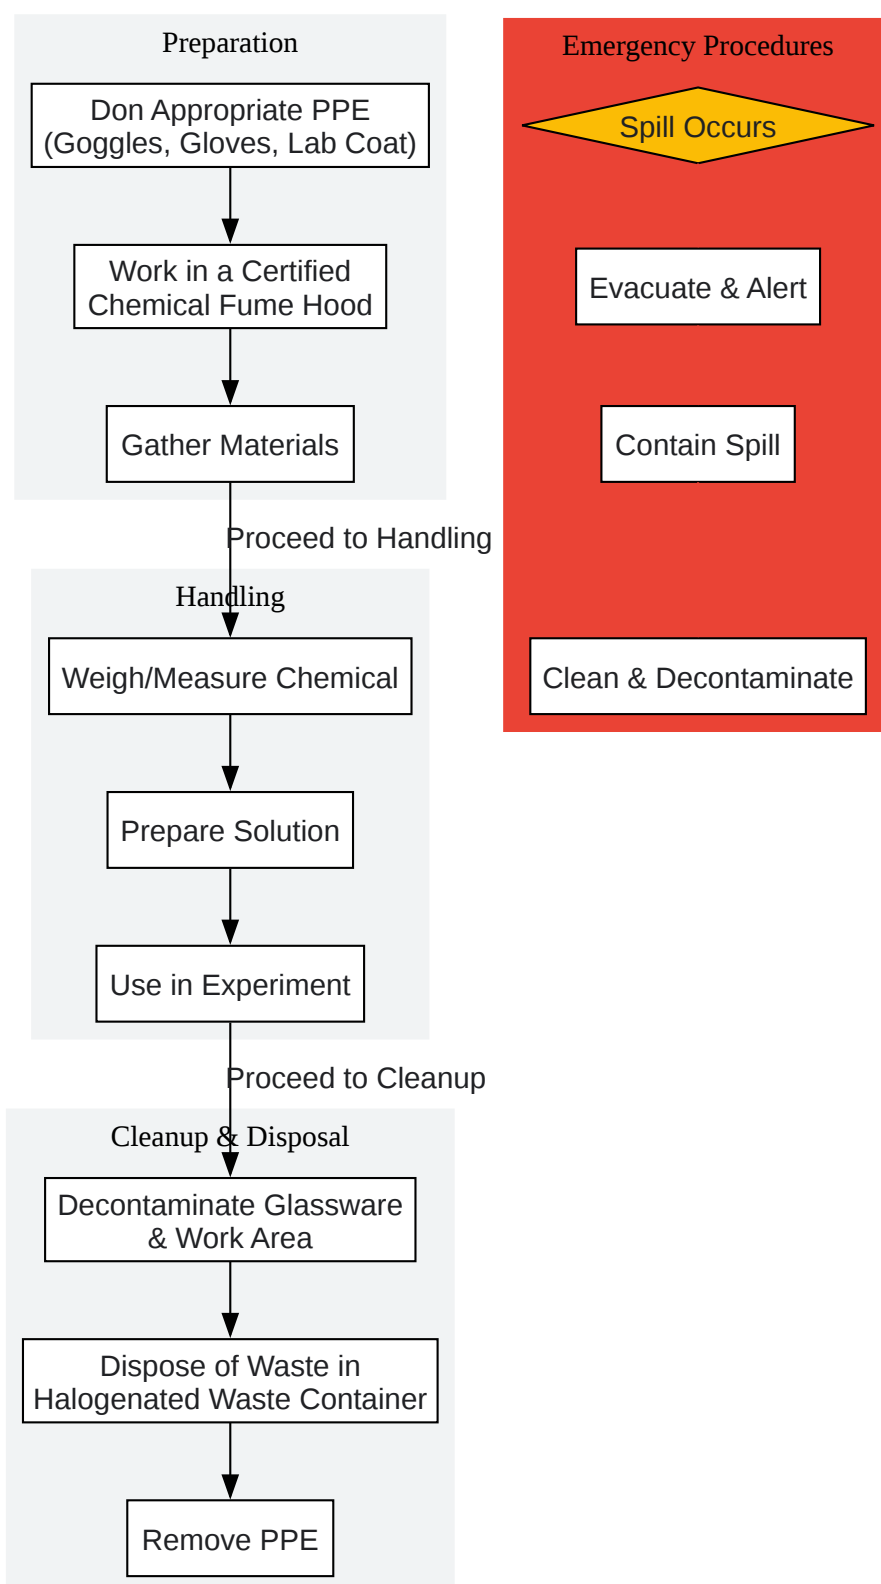 Preparation
Don Appropriate PPE
(Goggles, Gloves, Lab Coat)
Work in a Certified
Chemical Fume Hood
Gather Materials
Proceed to Handling
Handling
Weigh/Measure Chemical
Prepare Solution
Use in Experiment
Proceed to Cleanup
Cleanup & Disposal
Decontaminate Glassware
& Work Area
Dispose of Waste in
Halogenated Waste Container
Remove PPE
Emergency Procedures
Spill Occurs
Evacuate & Alert
Contain Spill
Clean & Decontaminate